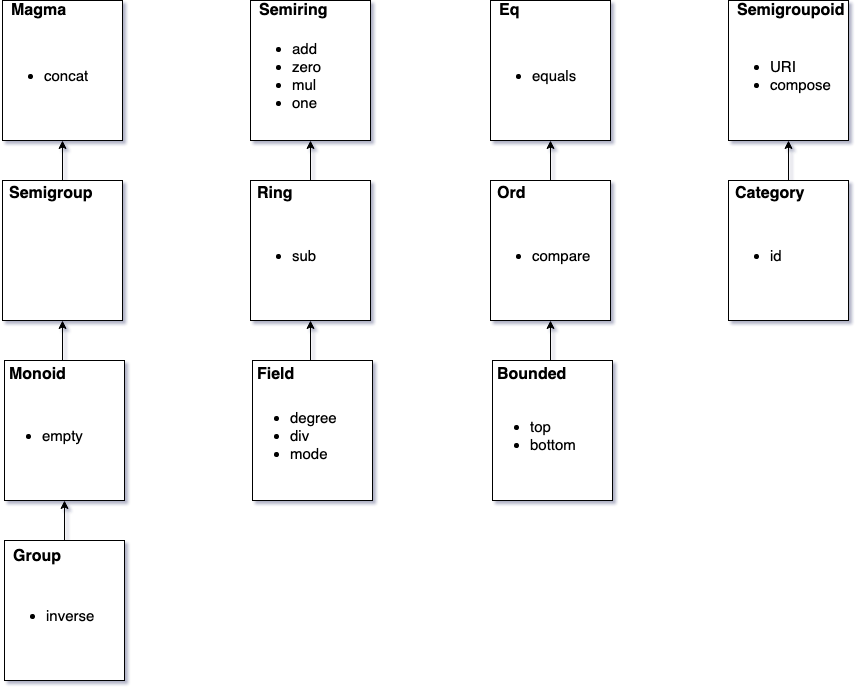 Magma
• concat
Semigroup
Monoid
• empty
Group
• inverse
Semiring
• add
• zero
• mul
• one
Ring
• sub
Field
• degree
• div
• mode
Eq
• equals
Ord
• compare
Bounded
• top
• bottom
Semigroupoid
• URI
• compose
Category
• id